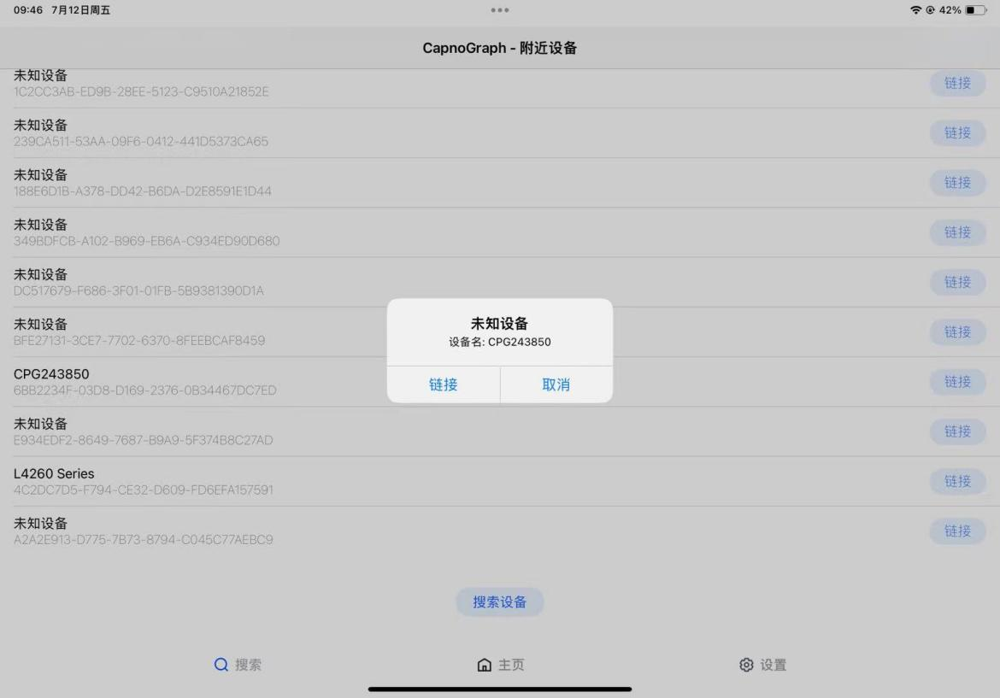 09:46 7月12日周五
42%
CapnoGraph - 附近设备
未知设备
1C2CC3AB-ED9B-28EE-5123-C9510A21852E
链接
未知设备
239CA511-53AA-09F6-0412-441D5373CA65
链接
未知设备
188E6D1B-A378-DD42-B6DA-D2E8591E1D44
链接
未知设备
349BDFCB-A102-B969-EB6A-C934ED90D680
链接
未知设备
DC517679-F686-3F01-01FB-5B9381390D1A
链接
未知设备
BFE27131-3CE7-7702-6370-8FEEBCAF8459
链接
CPG243850
6BB2234F-03D8-D169-2376-0B34467DC7ED
链接
未知设备
E934EDF2-8649-7687-B9A9-5F374B8C27AD
链接
L4260 Series
4C2DC7D5-F794-CE32-D609-FD6EFA157591
链接
未知设备
A2A2E913-D775-7B73-8794-C045C77AEBC9
链接
未知设备
设备名: CPG243850
链接 取消
搜索设备
搜索 主页 设置